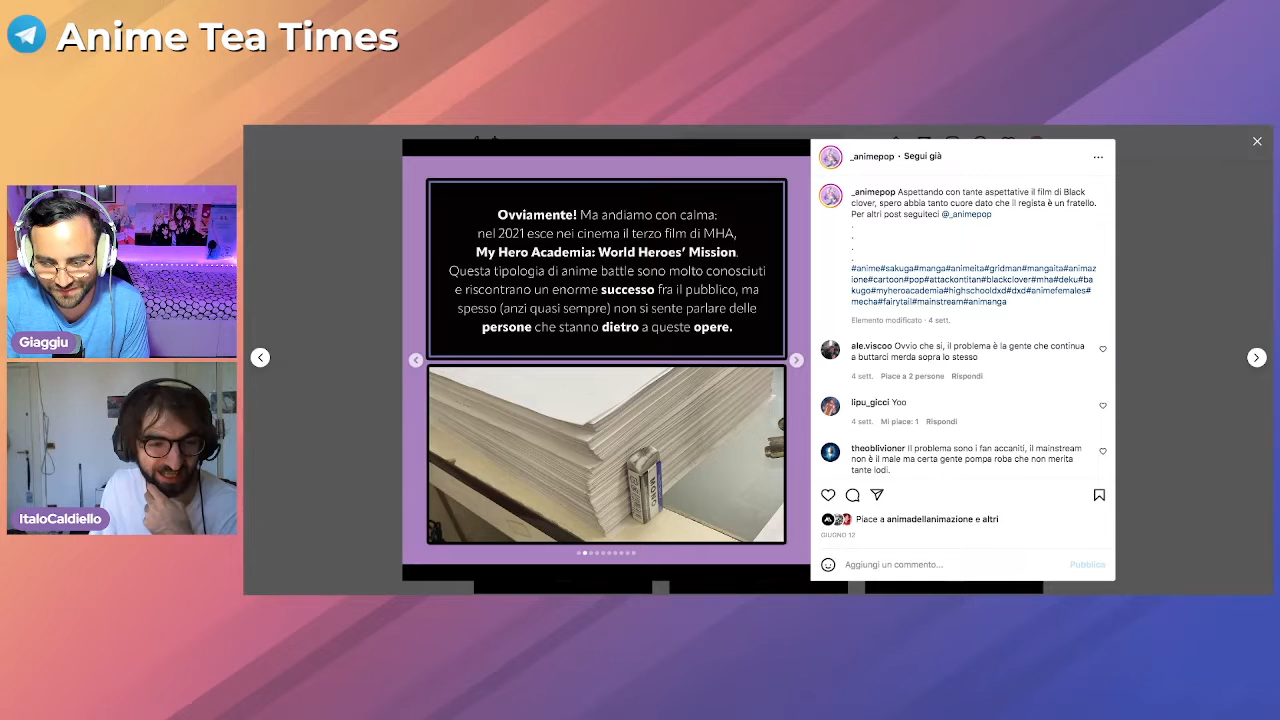 Anime Tea Times
Giaggiu
ItaloCaldiello
Ovviamente! Ma andiamo con calma:
nel 2021 esce nei cinema il terzo film di MHA,
My Hero Academia: World Heroes' Mission.
Questa tipologia di anime battle sono molto conosciuti
e riscontrano un enorme successo fra il pubblico, ma
spesso (anzi quasi sempre) non si sente parlare delle
persone che stanno dietro a queste opere.
MONO
_animepop • Segui già
_animepop Aspettando con tante aspettative il film di Black
clover, spero abbia tanto cuore dato che il regista è un fratello.
Per altri post seguiteci @_animepop
.
.
.
.
#anime#sakuga#manga#animeita#gridman#mangaita#animaz
ione#cartoon#pop#attackontitan#blackclover#mha#deku#ba
kugo#myheroacademia#highschooldxd#dxd#animefemales#
mecha#fairytail#mainstream#animanga
Elemento modificato · 4 sett.
ale.viscoo Ovvio che si, il problema è la gente che continua
a buttarci merda sopra lo stesso
4 sett. Piace a 2 persone Rispondi
lipu_gicci Yoo
4 sett. Mi piace: 1 Rispondi
theoblivioner Il problema sono i fan accaniti, il mainstream
non è il male ma certa gente pompa roba che non merita
tante lodi.
Piace a animadellanimazione e altri
GIUGNO 12
Aggiungi un commento...
Pubblica